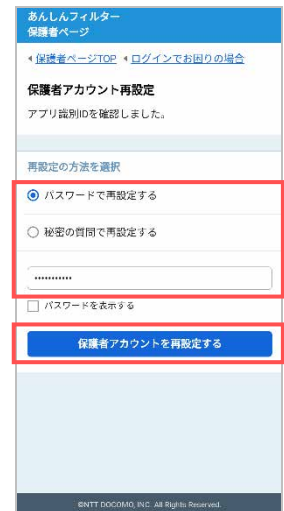 あんしんフィルター
保護者ページ
保護者ページTOP ログインでお困りの場合
保護者アカウント再設定
アプリ識別IDを確認しました。
再設定の方法を選択
パスワードで再設定する
秘密の質問で再設定する
•••••••••••
パスワードを表示する
保護者アカウントを再設定する
©NTT DOCOMO, INC. All Rights Reserved.